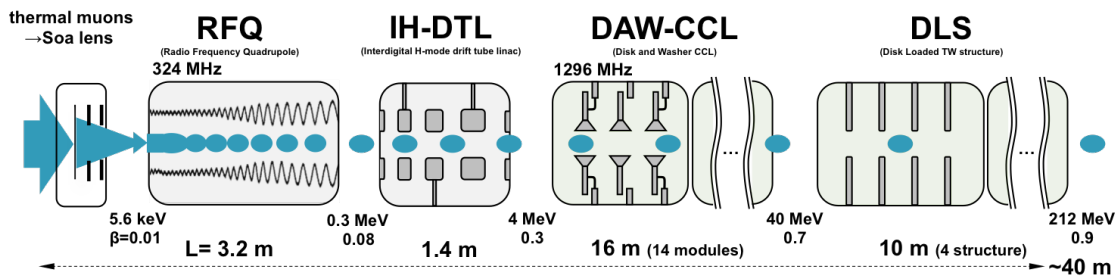 thermal muons
→Soa lens
RFQ
(Radio Frequency Quadrupole)
324 MHz
IH-DTL
(Interdigital H-mode drift tube linac)
DAW-CCL
(Disk and Washer CCL)
1296 MHz
DLS
(Disk Loaded TW structure)
...
...
5.6 keV
β=0.01
L= 3.2 m
0.3 MeV
0.08
1.4 m
4 MeV
0.3
16 m (14 modules)
40 MeV
0.7
10 m (4 structure)
212 MeV
0.9
~40 m